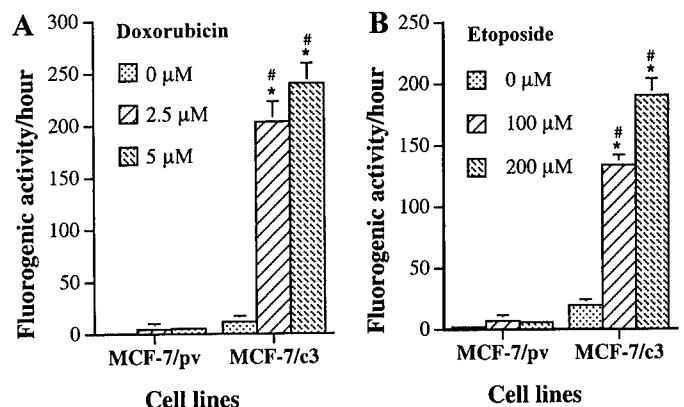 A
Doxorubicin
0 µM
2.5 µM
5 µM
Fluorogenic activity/hour
300
250
200
150
100
50
0
#
*
#
*
MCF-7/pv
MCF-7/c3
Cell lines
B
Etoposide
0 µM
100 µM
200 µM
Fluorogenic activity/hour
250
200
150
100
50
0
#
*
#
*
MCF-7/pv
MCF-7/c3
Cell lines